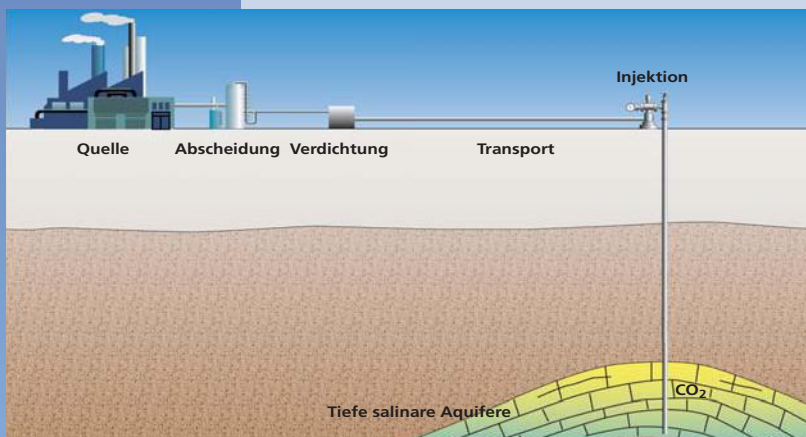 Injektion
Quelle Abscheidung Verdichtung Transport
CO₂
Tiefe salinare Aquifere